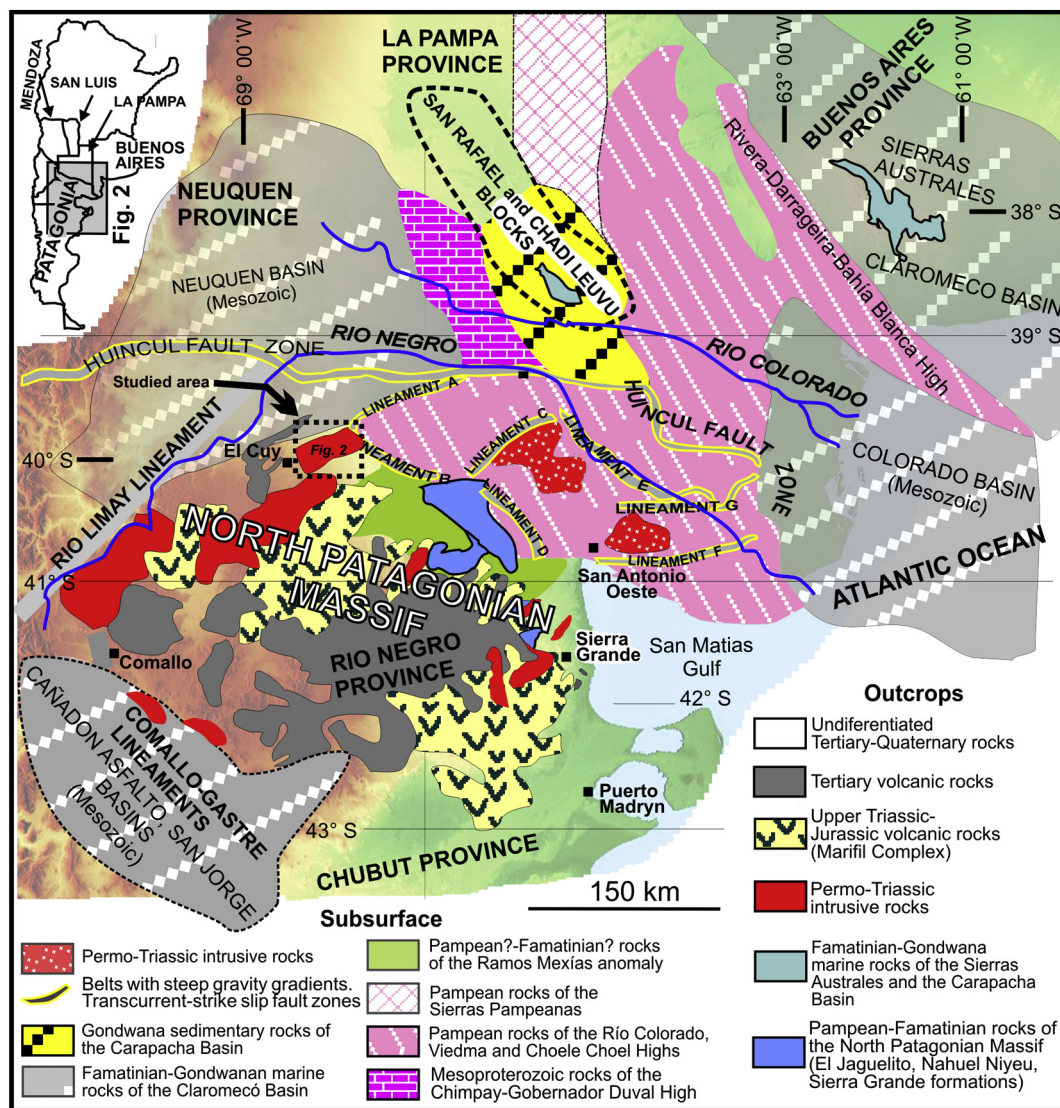 MENDOZA
SAN LUIS
LA PAMPA
BUENOS
AIRES
PATAGONIA
Fig. 2
69° 00´W
LA PAMPA
PROVINCE
63° 00´W
61° 00´W
BUENOS AIRES
PROVINCE
SAN RAFAEL and CHADI LEUVU
BLOCKS
Rivera-Darrageira-Bahía Blanca High
SIERRAS
AUSTRALES
38° S
CLAROMECO BASIN
NEUQUEN
PROVINCE
NEUQUEN BASIN
(Mesozoic)
39° S
HUINCUL FAULT ZONE
RIO NEGRO
RIO COLORADO
Studied area
LINEAMENT A
HUINCUL FAULT
ZONE
LINEAMENT C
LINEAMENT E
El Cuy
Fig. 2
40° S
NEAMENT B
COLORADO BASIN
(Mesozoic)
RIO LIMAY LINEAMENT
LINEAMENT D
LINEAMENT G
LINEAMENT F
NORTH PATAGONIAN
MASSIF
ATLANTIC OCEAN
41° S
San Antonio
Oeste
RIO NEGRO
PROVINCE
Sierra
Grande
San Matias
Gulf
Comallo
42° S
COMALLO-GASTRE
LINEAMENTS
CAÑADON ASFALTO, SAN JORGE
BASINS
(Mesozoic)
Puerto
Madryn
43° S
CHUBUT PROVINCE
150 km
Outcrops
Undiferentiated
Tertiary-Quaternary rocks
Tertiary volcanic rocks
Upper Triassic-
Jurassic volcanic rocks
(Marifil Complex)
Permo-Triassic
intrusive rocks
Famatinian-Gondwana
marine rocks of the Sierras
Australes and the Carapacha
Basin
Pampean-Famatinian rocks of
the North Patagonian Massif
(El Jaguelito, Nahuel Niyeu,
Sierra Grande formations)
Subsurface
Permo-Triassic intrusive rocks
Belts with steep gravity gradients.
Transcurrent-strike slip fault zones
Gondwana sedimentary rocks of
the Carapacha Basin
Famatinian-Gondwanan marine
rocks of the Claromecó Basin
Pampean?-Famatinian? rocks
of the Ramos Mexías anomaly
Pampean rocks of the
Sierras Pampeanas
Pampean rocks of the Río Colorado,
Viedma and Choele Choel Highs
Mesoproterozoic rocks of the
Chimpay-Gobernador Duval High